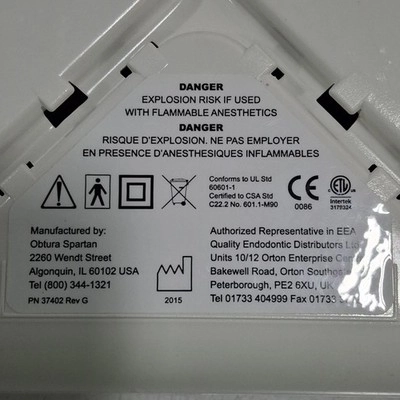 DANGER
EXPLOSION RISK IF USED
WITH FLAMMABLE ANESTHETICS
DANGER
RISQUE D'EXPLOSION. NE PAS EMPLOYER
EN PRESENCE D'ANESTHESIQUES INFLAMMABLES
Conforms to UL Std
60601-1
Certified to CSA Std
C22.2 No. 601.1-M90
0086
Intertek
Manufactured by:
Obtura Spartan
2260 Wendt Street
Algonquin, IL 60102 USA
Tel (800) 344-1321
PN 37402 Rev G
2015
Authorized Representative in EEA
Quality Endodontic Distributors
Units 10/12 Orton Enterprise
Bakewell Road, Orton
Peterborough, PE2 6XU,
Tel 01733 404999 Fax 01733